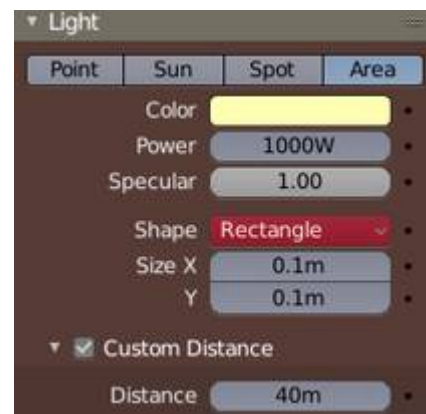 Light
Point Sun Spot Area
Color
Power 1000W
Specular 1.00
Shape Rectangle
Size X 0.1m
Y 0.1m
Custom Distance
Distance 40m